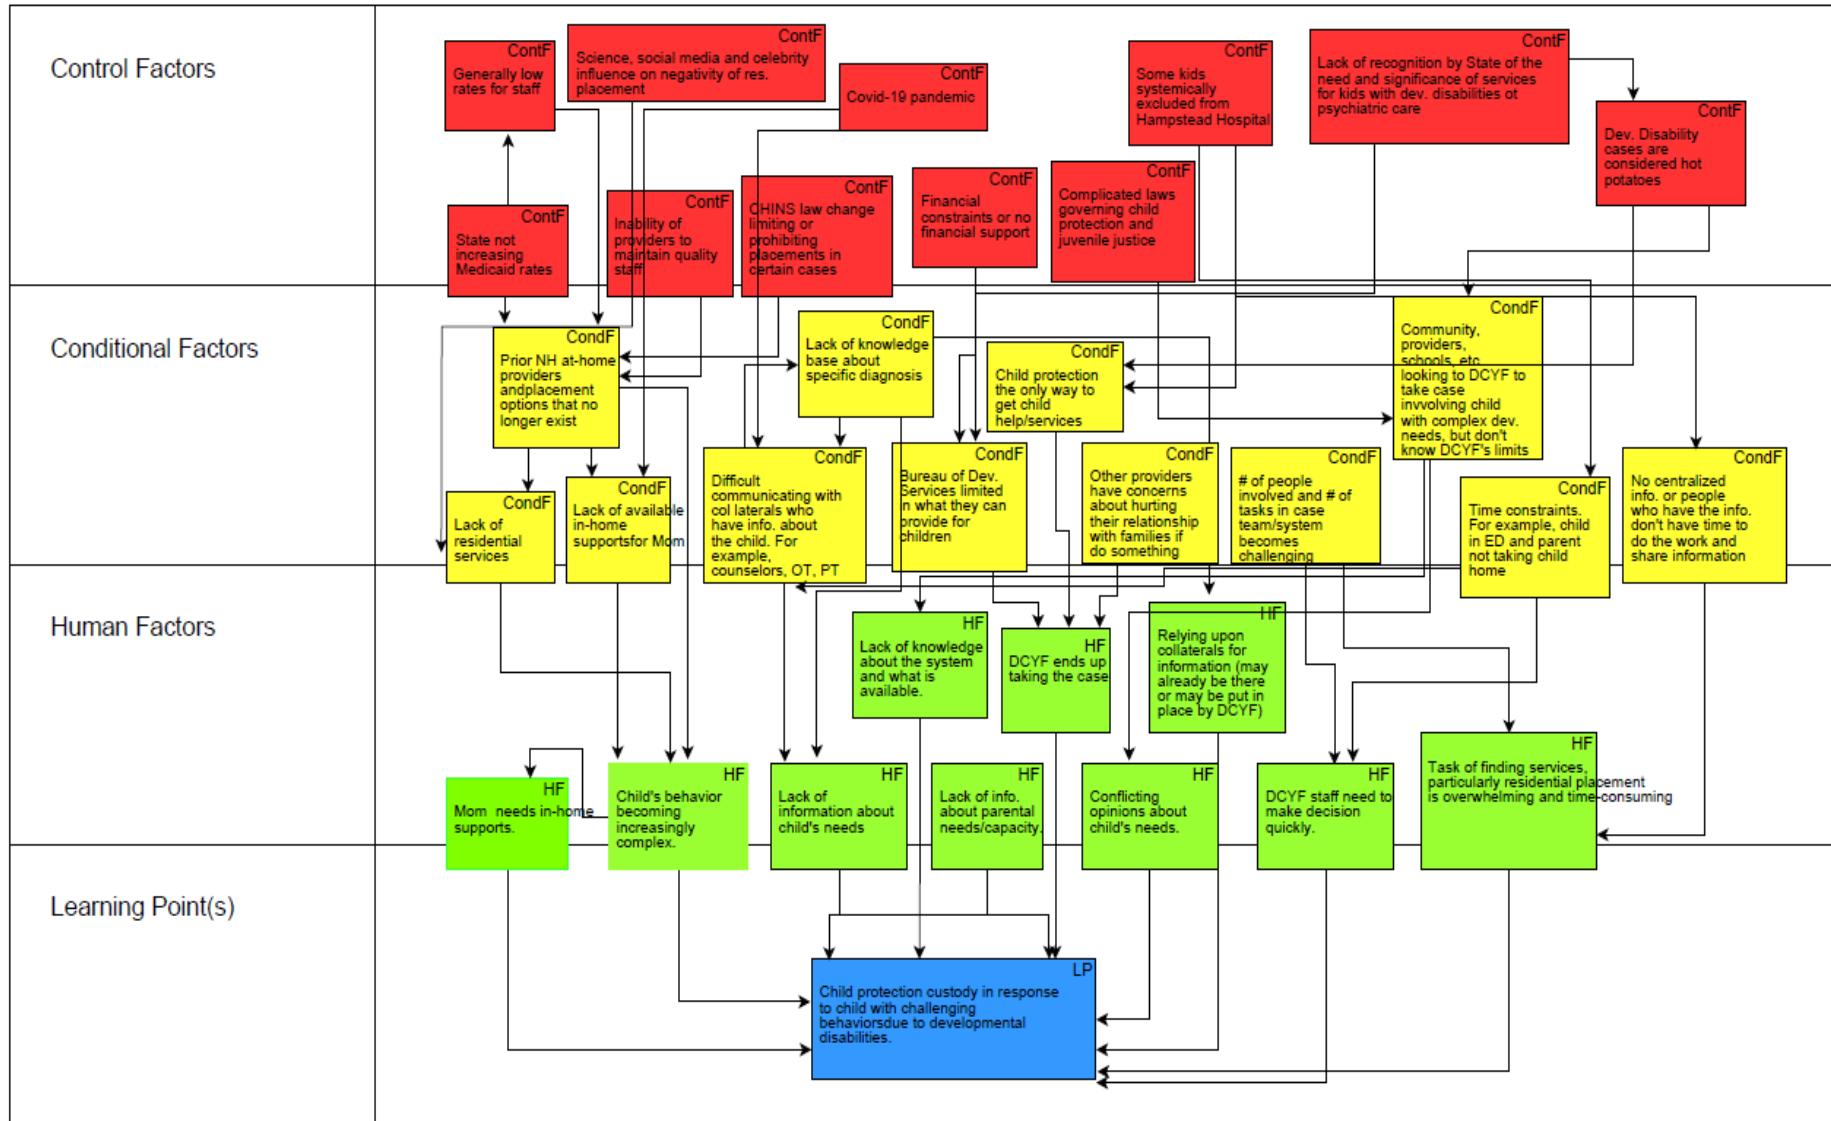 Control Factors
ContF
Generally low
rates for staff
ContF
Science, social media and celebrity
influence on negativity of res.
placement
ContF
Covid-19 pandemic
ContF
Some kids
systemically
excluded from
Hampstead Hospital
ContF
Lack of recognition by State of the
need and significance of services
for kids with dev. disabilities ot
psychiatric care
ContF
Dev. Disability
cases are
considered hot
potatoes
ContF
State not
increasing
Medicaid rates
ContF
Inability of
providers to
maintain quality
staff
ContF
CHINS law change
limiting or
prohibiting
placements in
certain cases
ContF
Financial
constraints or no
financial support
ContF
Complicated laws
governing child
protection and
juvenile justice
Conditional Factors
CondF
Prior NH at-home
providers
andplacement
options that no
longer exist
CondF
Lack of knowledge
base about
specific diagnosis
CondF
Child protection
the only way to
get child
help/services
CondF
Community,
providers,
schools, etc.
looking to DCYF to
take case
invvolving child
with complex dev.
needs, but don't
know DCYF's limits
CondF
Lack of
residential
services
CondF
Lack of available
in-home
supportsfor Mom
CondF
Difficult
communicating with
col laterals who
have info. about
the child. For
example,
counselors, OT, PT
CondF
Bureau of Dev.
Services limited
in what they can
provide for
children
CondF
Other providers
have concerns
about hurting
their relationship
with families if
do something
CondF
# of people
involved and # of
tasks in case
team/system
becomes
challenging
CondF
Time constraints.
For example, child
in ED and parent
not taking child
home
CondF
No centralized
info. or people
who have the info.
don't have time to
do the work and
share information
Human Factors
HF
Lack of knowledge
about the system
and what is
available.
HF
DCYF ends up
taking the case
HF
Relying upon
collaterals for
information (may
already be there
or may be put in
place by DCYF)
HF
Mom  needs in-home
supports.
HF
Child's behavior
becoming
increasingly
complex.
HF
Lack of
information about
child's needs
HF
Lack of info.
about parental
needs/capacity.
HF
Conflicting
opinions about
child's needs.
HF
DCYF staff need to
make decision
quickly.
HF
Task of finding services,
particularly residential placement
is overwhelming and time-consuming
Learning Point(s)
LP
Child protection custody in response
to child with challenging
behaviorsdue to developmental
disabilities.